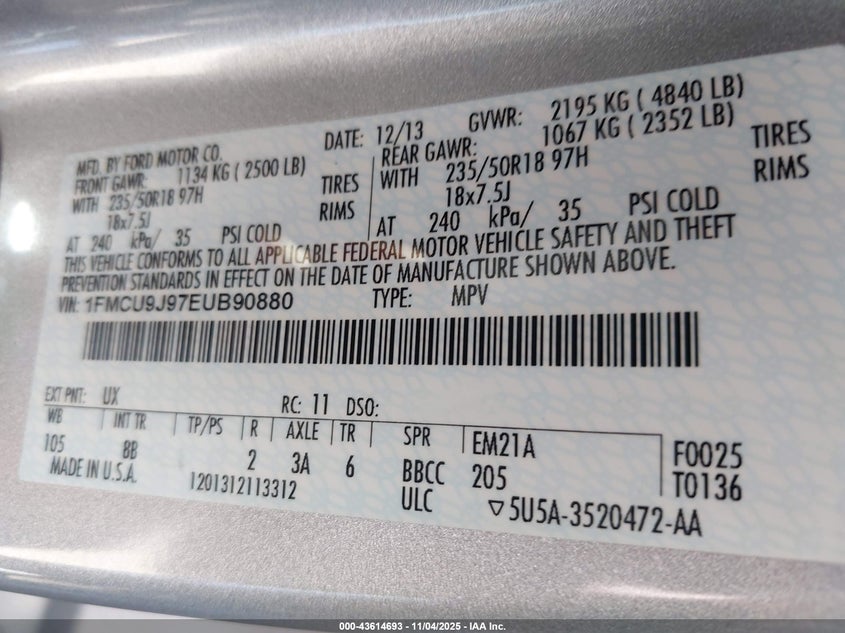 MFD. BY FORD MOTOR CO. DATE: 12/13 GVWR: 2195 KG ( 4840 LB)
FRONT GAWR: 1134 KG ( 2500 LB) REAR GAWR: 1067 KG ( 2352 LB)
WITH 235/50R18 97H TIRES WITH 235/50R18 97H TIRES
18x7.5J RIMS 18x7.5J RIMS
AT 240 kPa/ 35 PSI COLD AT 240 kPa/ 35 PSI COLD
THIS VEHICLE CONFORMS TO ALL APPLICABLE FEDERAL MOTOR VEHICLE SAFETY AND THEFT
PREVENTION STANDARDS IN EFFECT ON THE DATE OF MANUFACTURE SHOWN ABOVE.
VIN: 1FMCU9J97EUB90880 TYPE: MPV
EXT PNT: UX RC: 11 DSO:
WB INT TR TP/PS R AXLE TR SPR EM21A F0025
105 BB 2 3A 6 BBCC 205 T0136
MADE IN U.S.A. 1201312113312 ULC ▽5U5A-3520472-AA
000-43614693 - 11/04/2025 - IAA Inc.